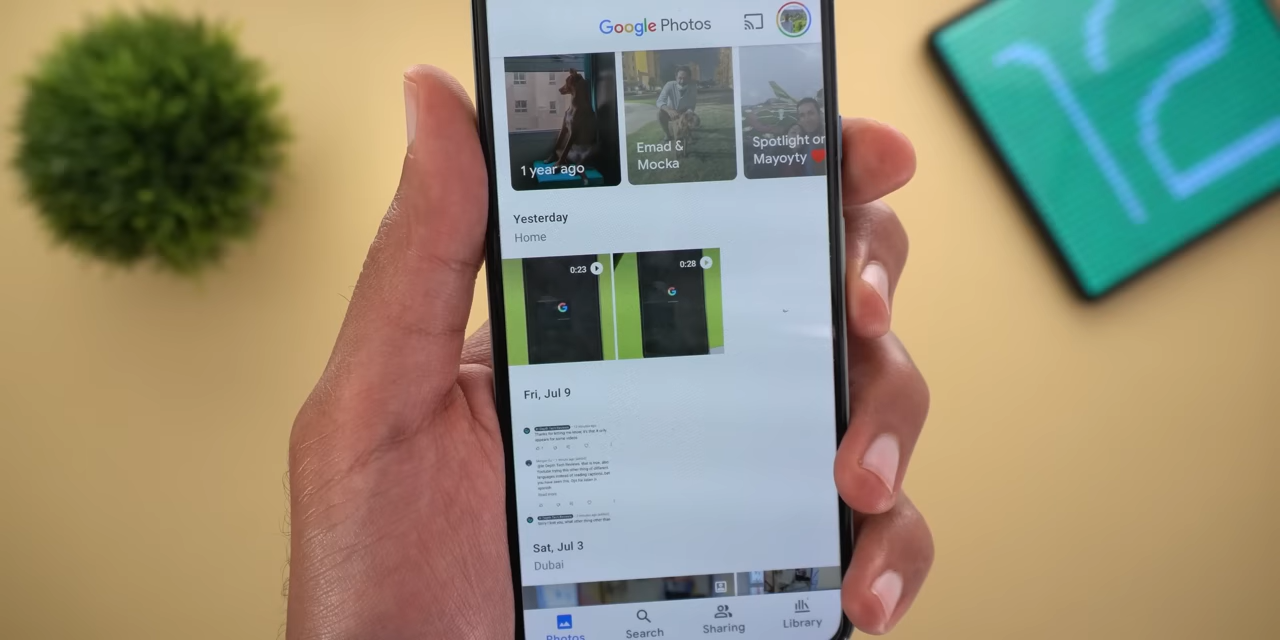 Google Photos
1 year ago
Emad &
Mocka
Spotlight on
Mayoyty ❤️
Yesterday
Home
0:23
0:28
G
G
Fri, Jul 9
Sat, Jul 3
Dubai
Photos
Search
Sharing
Library
12